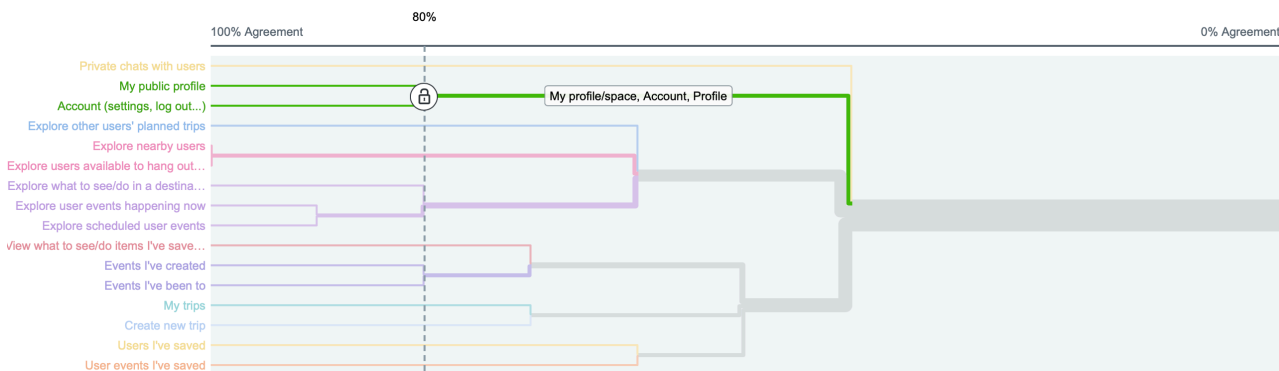 80%
100% Agreement
0% Agreement
Private chats with users
My public profile
My profile/space, Account, Profile
Account (settings, log out...)
Explore other users' planned trips
Explore nearby users
Explore users available to hang out…
Explore what to see/do in a destina…
Explore user events happening now
Explore scheduled user events
View what to see/do items I've save…
Events I've created
Events I've been to
My trips
Create new trip
Users I've saved
User events I've saved